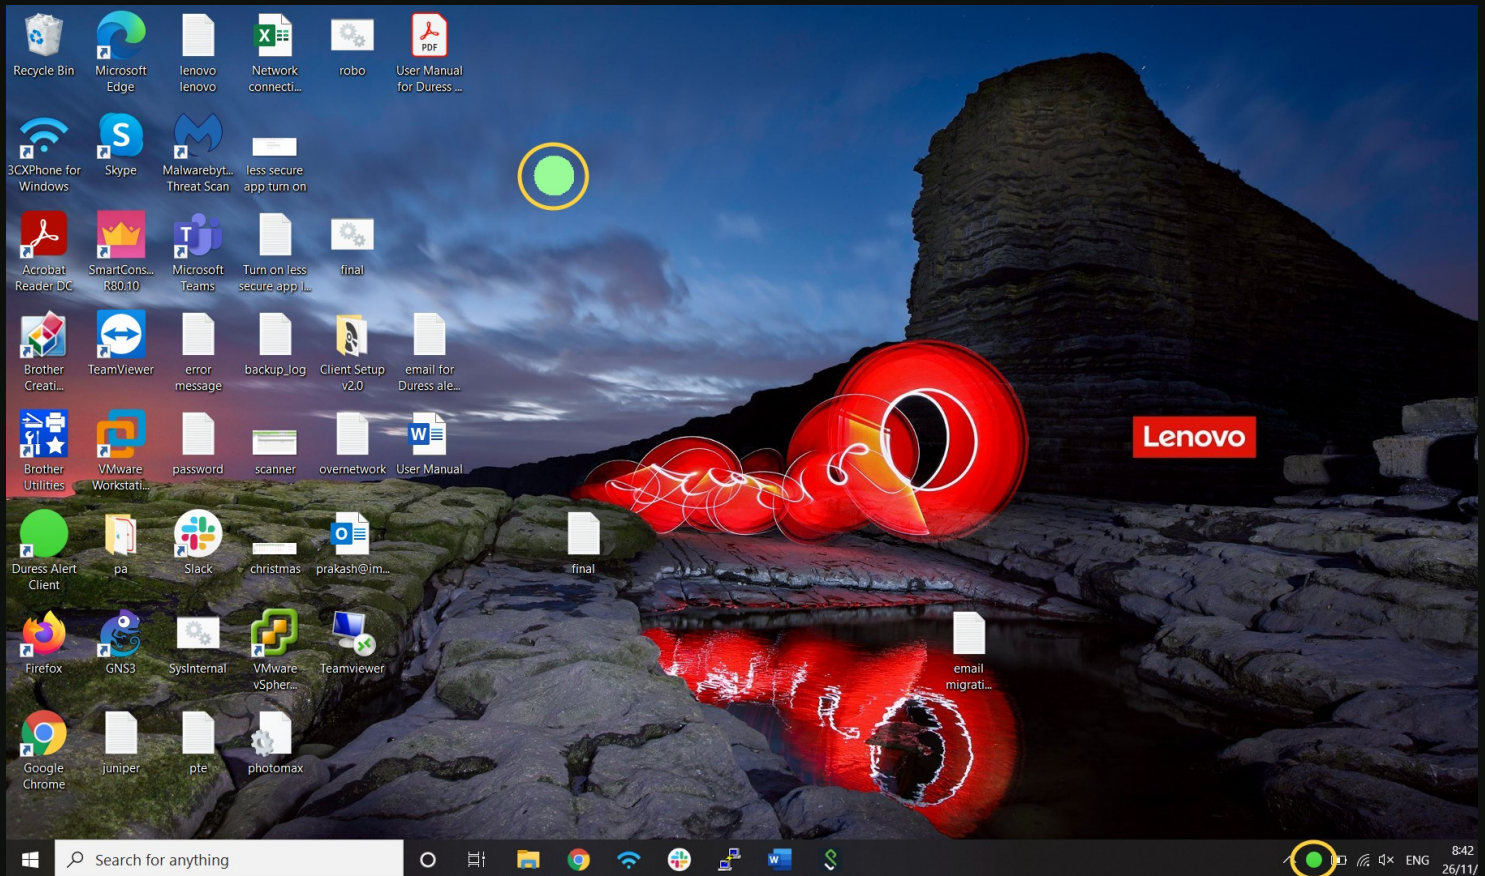 Recycle Bin
Microsoft
Edge
lenovo
lenovo
Network
connecti...
robo
PDF
User Manual
for Duress ...
3CXPhone for
Windows
S
Skype
Malwarebyt...
Threat Scan
less secure
app turn on
Acrobat
Reader DC
SmartCons...
R80.10
T
Microsoft
Teams
Turn on less
secure app l...
final
Brother
Creati...
TeamViewer
error
message
backup_log
Client Setup
v2.0
email for
Duress ale...
Brother
Utilities
VMware
Workstati...
password
scanner
overnetwork
W
User Manual
Lenovo
Duress Alert
Client
pa
Slack
christmas
prakash@im...
final
Firefox
GNS3
SysInternal
VMware
vSpher...
Teamviewer
email
migrati...
Google
Chrome
juniper
pte
photomax
Search for anything
ENG
8:42
26/11/